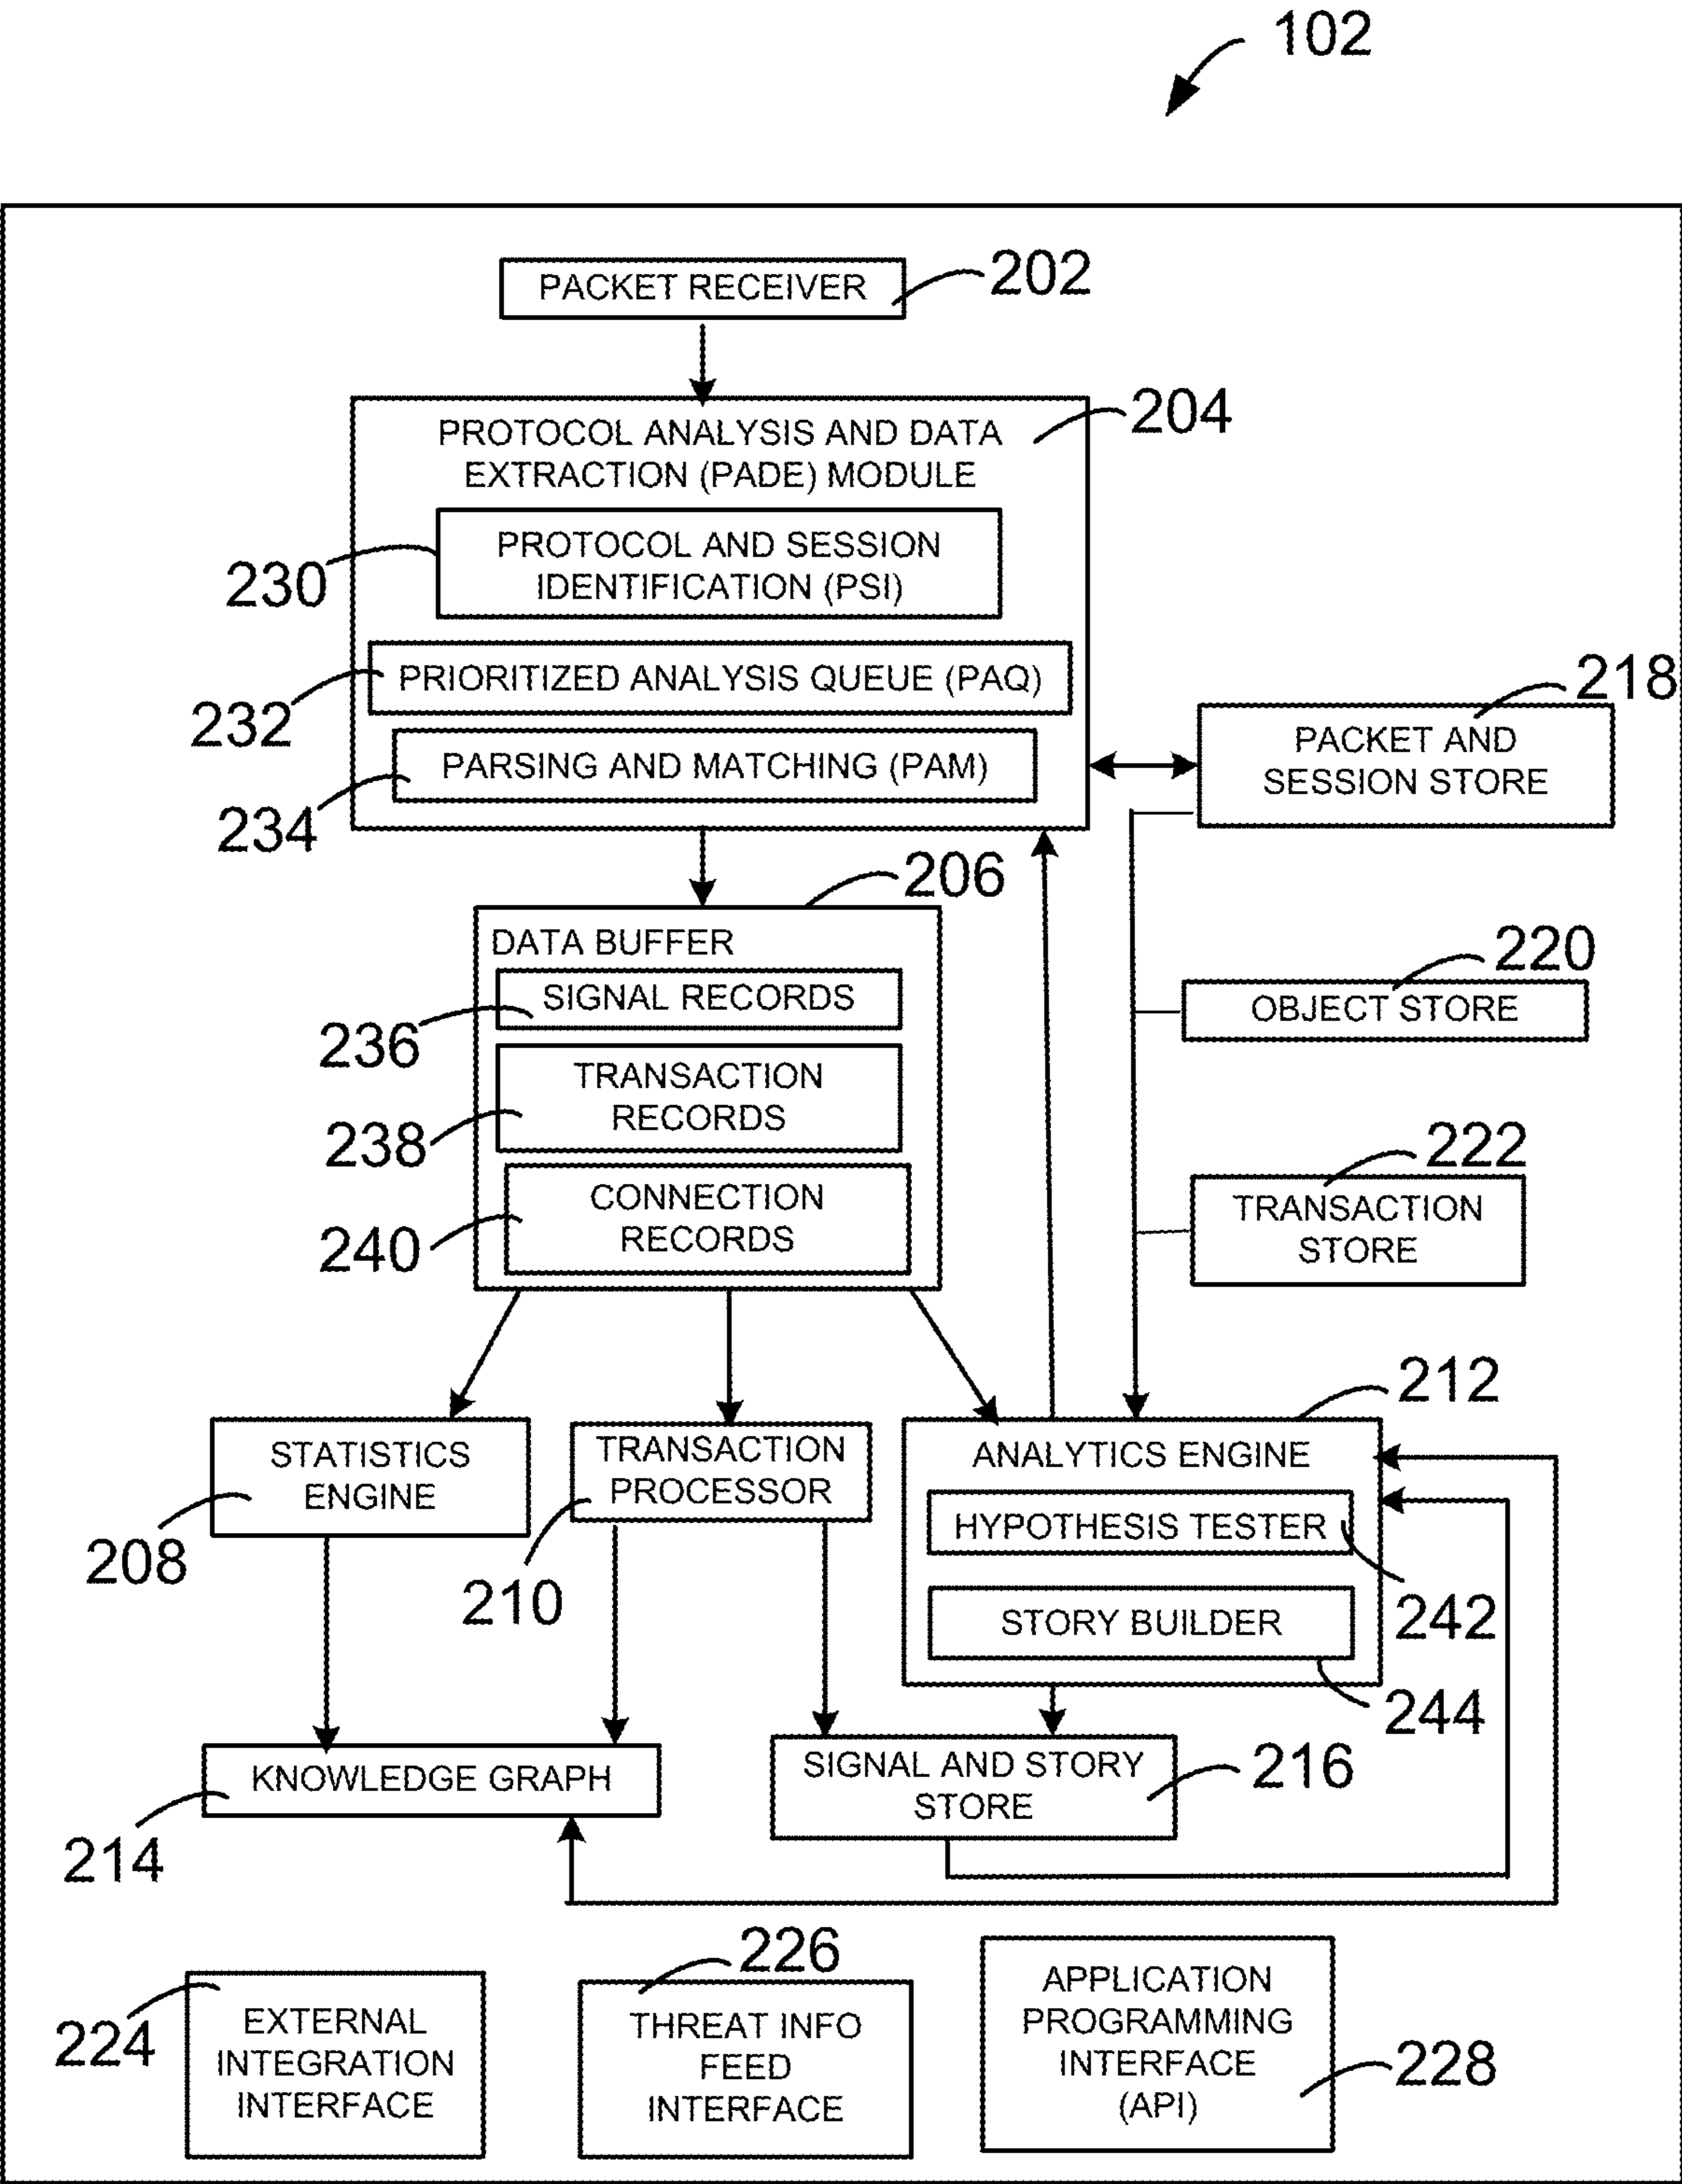 102
PACKET RECEIVER
202
PROTOCOL ANALYSIS AND DATA
EXTRACTION (PADE) MODULE
204
PROTOCOL AND SESSION
IDENTIFICATION (PSI)
230
PRIORITIZED ANALYSIS QUEUE (PAQ)
232
PARSING AND MATCHING (PAM)
234
218
PACKET AND
SESSION STORE
206
DATA BUFFER
SIGNAL RECORDS
236
TRANSACTION
RECORDS
238
CONNECTION
RECORDS
240
220
OBJECT STORE
222
TRANSACTION
STORE
STATISTICS
ENGINE
208
TRANSACTION
PROCESSOR
210
212
ANALYTICS ENGINE
HYPOTHESIS TESTER
242
STORY BUILDER
244
KNOWLEDGE GRAPH
214
SIGNAL AND STORY
STORE
216
224
EXTERNAL
INTEGRATION
INTERFACE
226
THREAT INFO
FEED
INTERFACE
APPLICATION
PROGRAMMING
INTERFACE
(API)
228